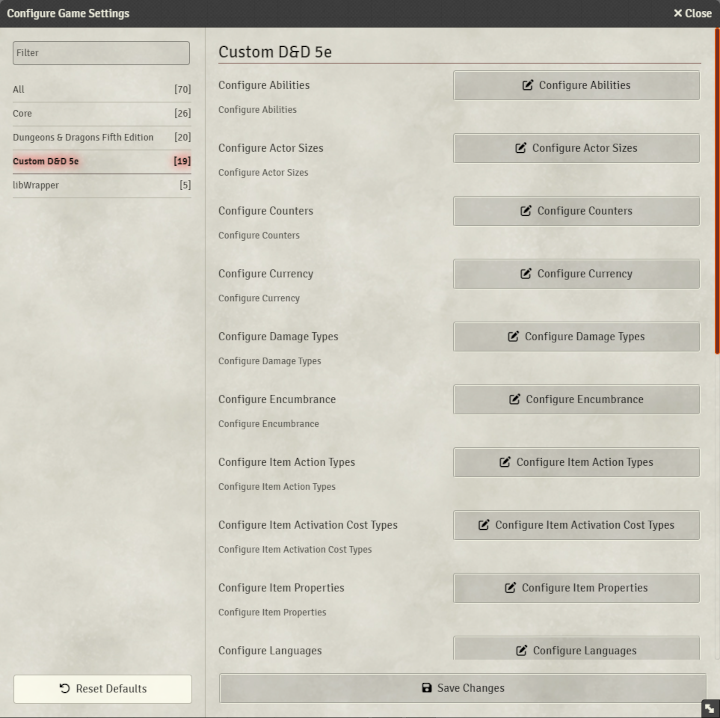 Configure Game Settings
Close
Filter
All [70]
Core [26]
Dungeons & Dragons Fifth Edition [20]
Custom D&D 5e [19]
libWrapper [5]
Reset Defaults
Custom D&D 5e
Configure Abilities
Configure Abilities
Configure Abilities
Configure Actor Sizes
Configure Actor Sizes
Configure Actor Sizes
Configure Counters
Configure Counters
Configure Counters
Configure Currency
Configure Currency
Configure Currency
Configure Damage Types
Configure Damage Types
Configure Damage Types
Configure Encumbrance
Configure Encumbrance
Configure Encumbrance
Configure Item Action Types
Configure Item Action Types
Configure Item Action Types
Configure Item Activation Cost Types
Configure Item Activation Cost Types
Configure Item Activation Cost Types
Configure Item Properties
Configure Item Properties
Configure Item Properties
Configure Languages
Configure Languages
Save Changes